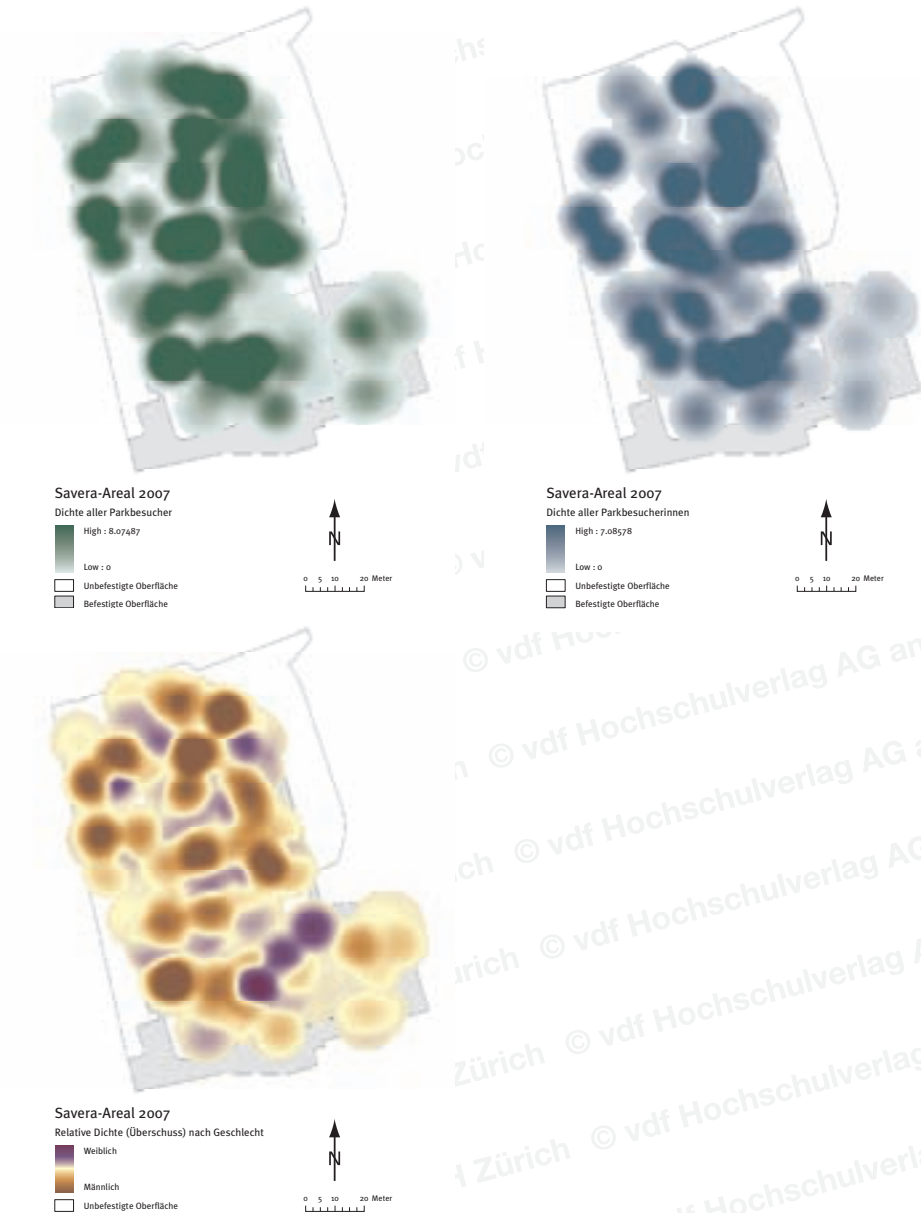 Savera-Areal 2007
Dichte aller Parkbesucher
High : 8.07487
Low : 0
Unbefestigte Oberfläche
Befestigte Oberfläche
N
0 5 10 20 Meter
Savera-Areal 2007
Dichte aller Parkbesucherinnen
High : 7.08578
Low : 0
Unbefestigte Oberfläche
Befestigte Oberfläche
N
0 5 10 20 Meter
Savera-Areal 2007
Relative Dichte (Überschuss) nach Geschlecht
Weiblich
Männlich
Unbefestigte Oberfläche
N
0 5 10 20 Meter
© vdf Hochschulverlag AG an
© vdf Hochschulverlag AG
© vdf Hochschulverlag AG
© vdf Hochschulverlag
Zürich © vdf Hochschulverlag
Zürich © vdf Hochschulverlag